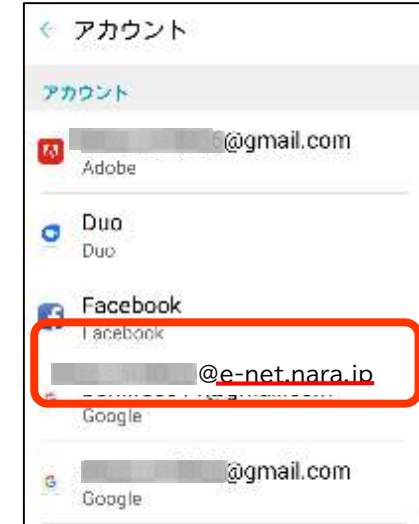 アカウント
アカウント
@gmail.com
Adobe
Duo
Duo
Facebook
Facebook
@e-net.nara.jp
Google
@gmail.com
Google